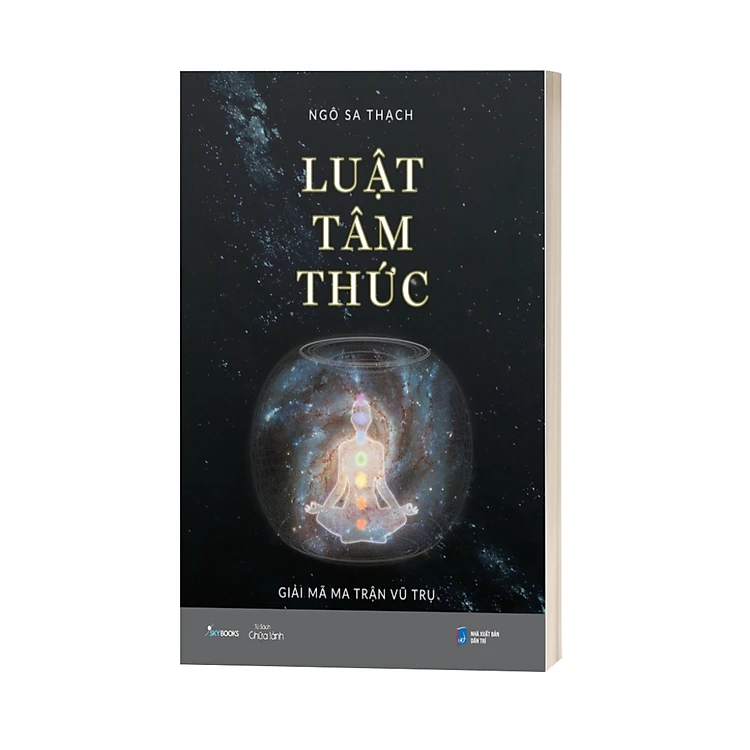 NGÔ SA THẠCH
LUẬT
TÂM
THỨC
GIẢI MÃ MA TRẬN VŨ TRỤ
SKYBOOKS
Tủ Sách
Chữa lành
NHÀ XUẤT BẢN
DÂN TRÍ